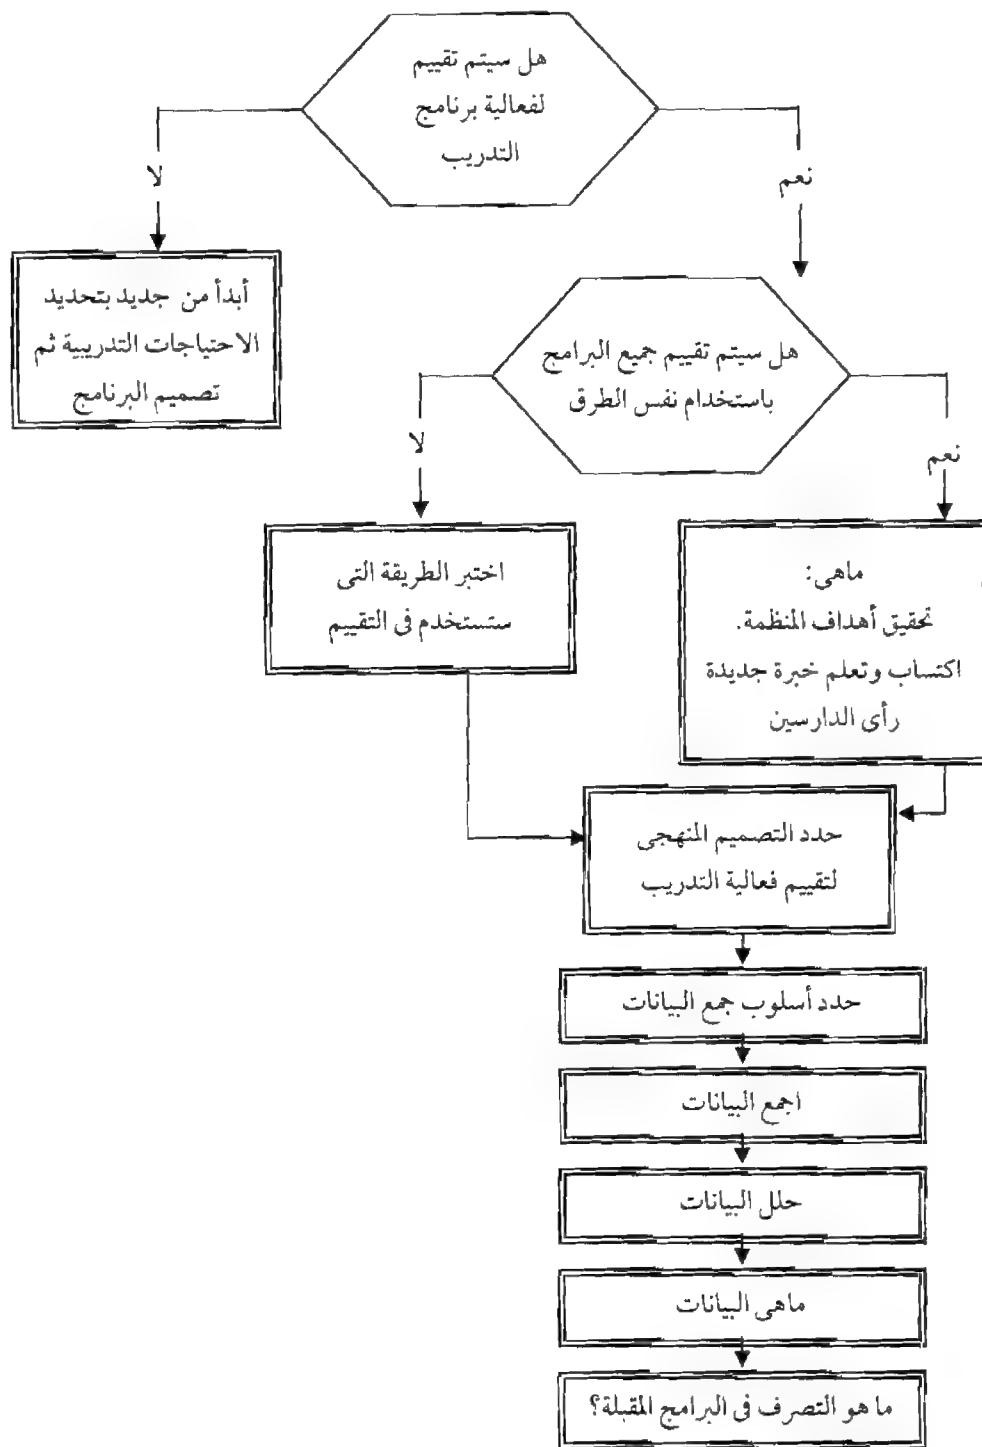 هل سيتم تقييم
لفعالية برنامج
التدريب
نعم
لا
أبدأ من جديد بتحديد
الاحتياجات التدريبية ثم
تصميم البرنامج
هل سيتم تقييم جميع البرامج
باستخدام نفس الطرق
نعم
لا
ماهى:
تحقيق أهداف المنظمة.
اكتساب وتعلم خبرة جديدة
رأى الدارسين
اختبر الطريقة التى
ستستخدم فى التقييم
حدد التصميم المنهجى
لتقييم فعالية التدريب
حدد أسلوب جمع البيانات
اجمع البيانات
حلل البيانات
ماهى البيانات
ما هو التصرف فى البرامج المقبلة؟